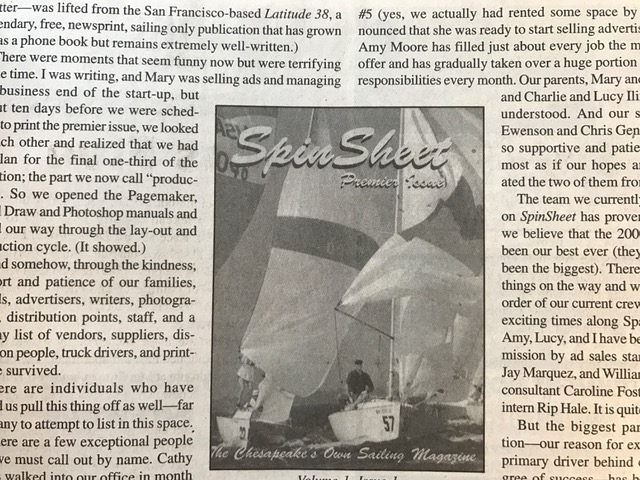 tter—was lifted from the San Francisco-based Latitude 38, a
endary, free, newsprint, sailing only publication that has grown
as a phone book but remains extremely well-written.)
There were moments that seem funny now but were terrifying
e time. I was writing, and Mary was selling ads and managing
business end of the start-up, but
ut ten days before we were sched-
to print the premier issue, we looked
ch other and realized that we had
lan for the final one-third of the
tion; the part we now call "produc-
. So we opened the Pagemaker,
l Draw and Photoshop manuals and
d our way through the lay-out and
uction cycle. (It showed.)
nd somehow, through the kindness,
ort and patience of our families,
ds, advertisers, writers, photogra-
, distribution points, staff, and a
ny list of vendors, suppliers, dis-
on people, truck drivers, and print-
e survived.
ere are individuals who have
d us pull this thing off as well—far
any to attempt to list in this space.
ere are a few exceptional people
we must call out by name. Cathy
s walked into our office in month
SpinSheet
Premier Issue
57
The Chesapeake's Own Sailing Magazine
Volume 1, Issue 1
#5 (yes, we actually had rented some space by
nounced that she was ready to start selling advertis
Amy Moore has filled just about every job the m
offer and has gradually taken over a huge portion
responsibilities every month. Our parents, Mary and
and Charlie and Lucy Ili
understood. And our s
Ewenson and Chris Gep
so supportive and patie
most as if our hopes a
ated the two of them fro
The team we currently
on SpinSheet has prove
we believe that the 200
been our best ever (they
been the biggest). There
things on the way and w
order of our current crew
exciting times along Spa
Amy, Lucy, and I have be
mission by ad sales star
Jay Marquez, and William
consultant Caroline Fost
intern Rip Hale. It is quite
But the biggest par
tion—our reason for ex
primary driver behind
gree of success—has b